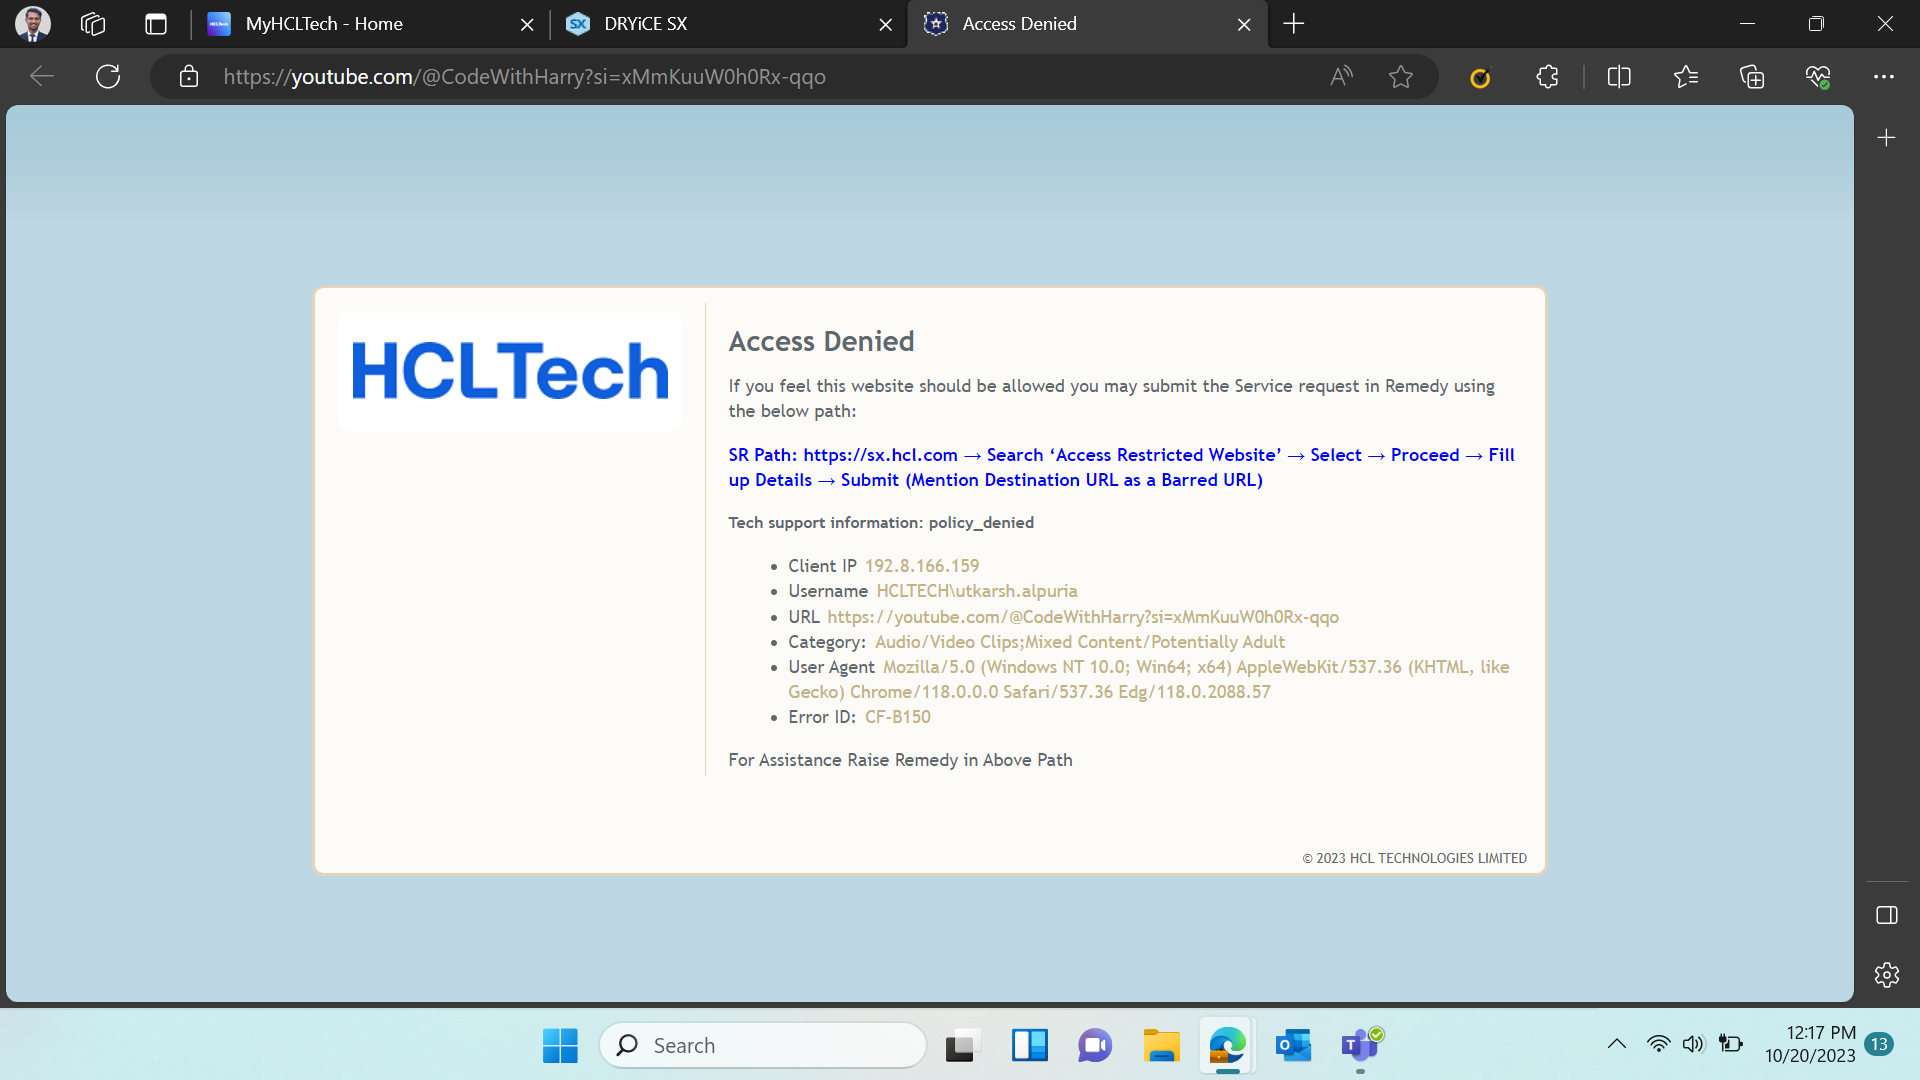 MyHCLTech - Home
DRYiCE SX
Access Denied
https://youtube.com/@CodeWithHarry?si=xMmKuuW0h0Rx-qqo
HCLTech
Access Denied
If you feel this website should be allowed you may submit the Service request in Remedy using
the below path:
SR Path: https://sx.hcl.com → Search ‘Access Restricted Website’ → Select → Proceed → Fill
up Details → Submit (Mention Destination URL as a Barred URL)
Tech support information: policy_denied
• Client IP 192.8.166.159
• Username HCLTECH\utkarsh.alpuria
• URL https://youtube.com/@CodeWithHarry?si=xMmKuuW0h0Rx-qqo
• Category: Audio/Video Clips;Mixed Content/Potentially Adult
• User Agent Mozilla/5.0 (Windows NT 10.0; Win64; x64) AppleWebKit/537.36 (KHTML, like
Gecko) Chrome/118.0.0.0 Safari/537.36 Edg/118.0.2088.57
• Error ID: CF-B150
For Assistance Raise Remedy in Above Path
© 2023 HCL TECHNOLOGIES LIMITED
Search
12:17 PM
10/20/2023
13